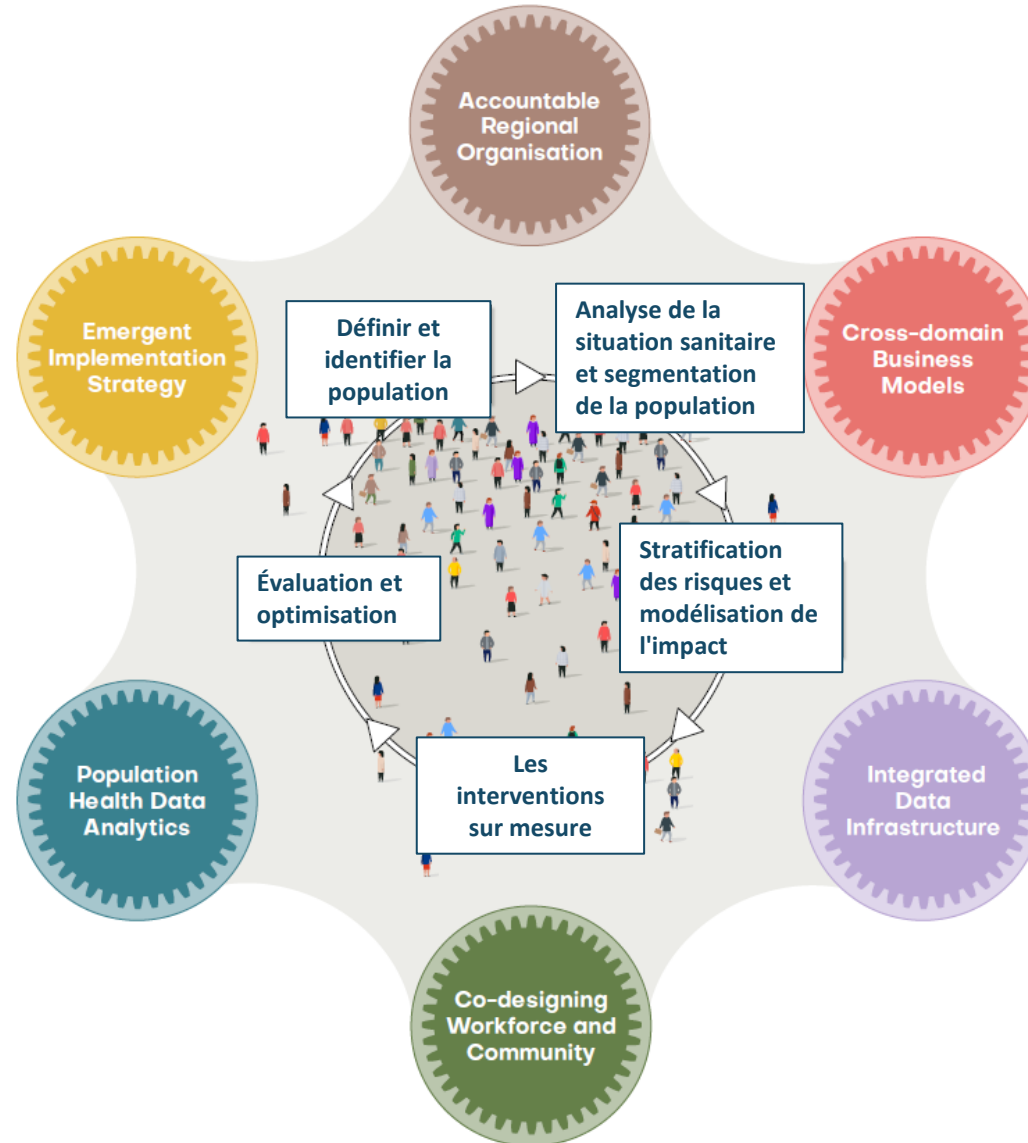 Accountable
Regional
Organisation
Emergent
Implementation
Strategy
Définir et
identifier la
population
Analyse de la
situation sanitaire
et segmentation
de la population
Cross-domain
Business
Models
Évaluation et
optimisation
Stratification
des risques et
modélisation de
l'impact
Population
Health Data
Analytics
Les
interventions
sur mesure
Integrated
Data
Infrastructure
Co-designing
Workforce and
Community